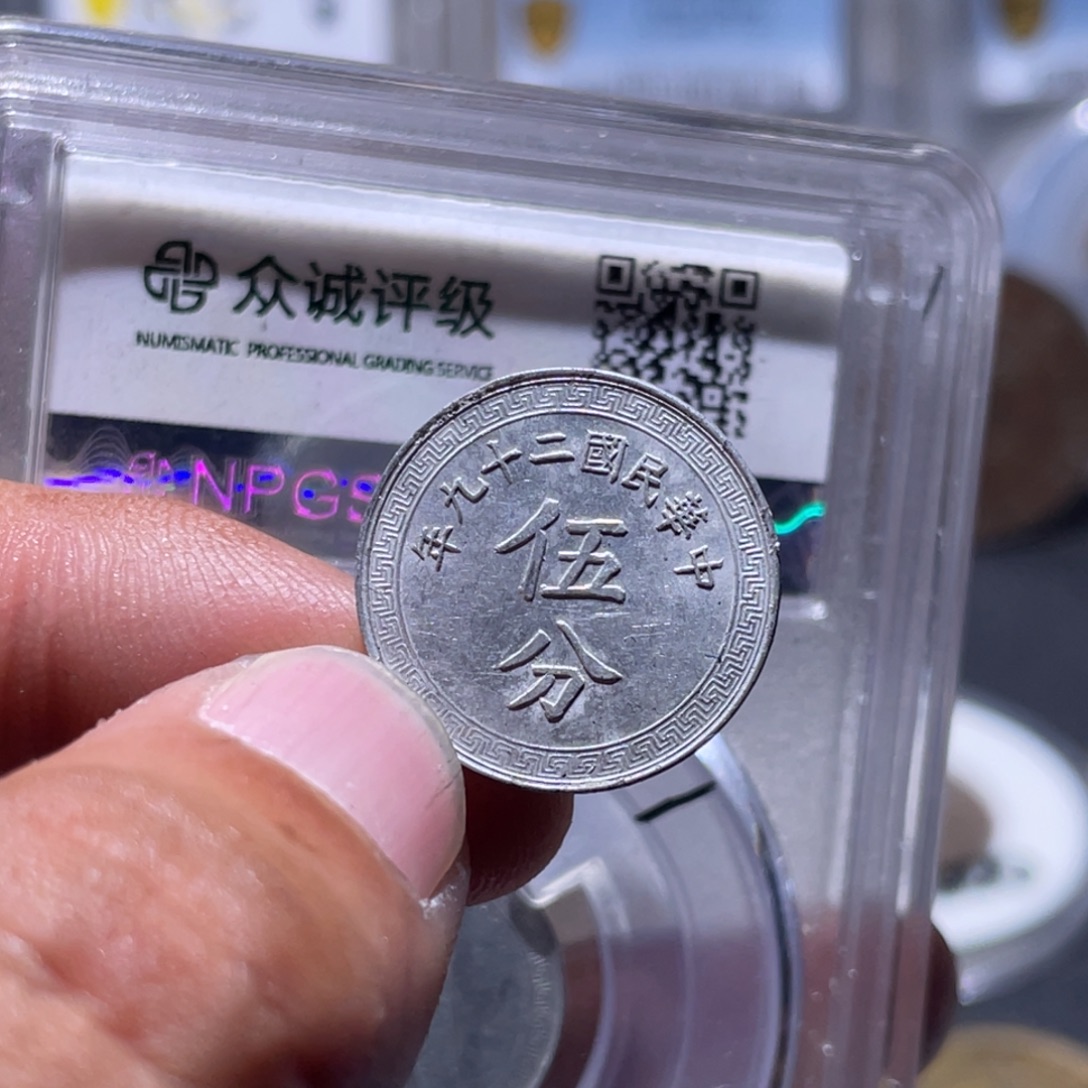 众诚评级
NUMISMATIC PROFESSIONAL GRADING SERVICE
NPGS
中華民國二十九年
伍
分